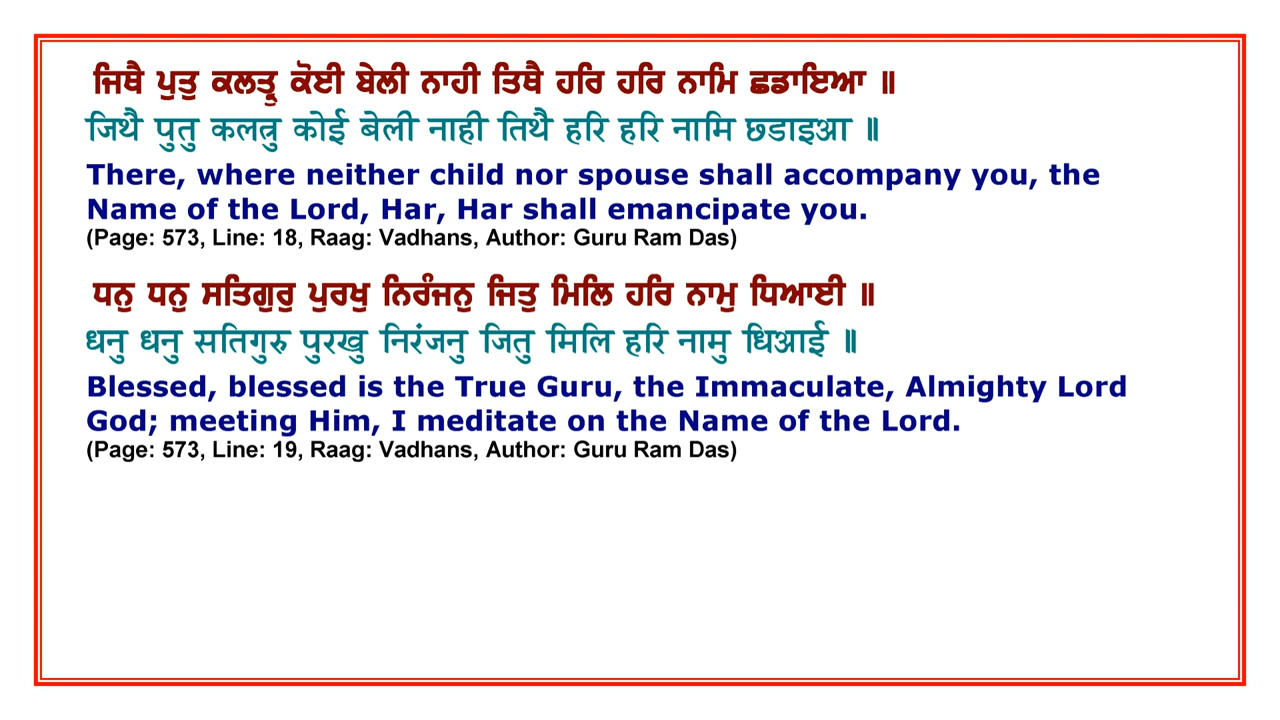 ਜਿਥੈ ਪੁਤੁ ਕਲਤ੍ਰੁ ਕੋਈ ਬੇਲੀ ਨਾਹੀ ਤਿਥੈ ਹਰਿ ਹਰਿ ਨਾਮਿ ਛਡਾਇਆ ॥
जिथै पुतु कलत्रु कोई बेली नाही तिथै हरि हरि नामि छडाइआ ॥
There, where neither child nor spouse shall accompany you, the
Name of the Lord, Har, Har shall emancipate you.
(Page: 573, Line: 18, Raag: Vadhans, Author: Guru Ram Das)
ਧਨੁ ਧਨੁ ਸਤਿਗੁਰੁ ਪੁਰਖੁ ਨਿਰੰਜਨੁ ਜਿਤੁ ਮਿਲਿ ਹਰਿ ਨਾਮੁ ਧਿਆਈ ॥
धनु धनु सतिगुरु पुरखु निरंजनु जितु मिलि हरि नामु धिआई ॥
Blessed, blessed is the True Guru, the Immaculate, Almighty Lord
God; meeting Him, I meditate on the Name of the Lord.
(Page: 573, Line: 19, Raag: Vadhans, Author: Guru Ram Das)